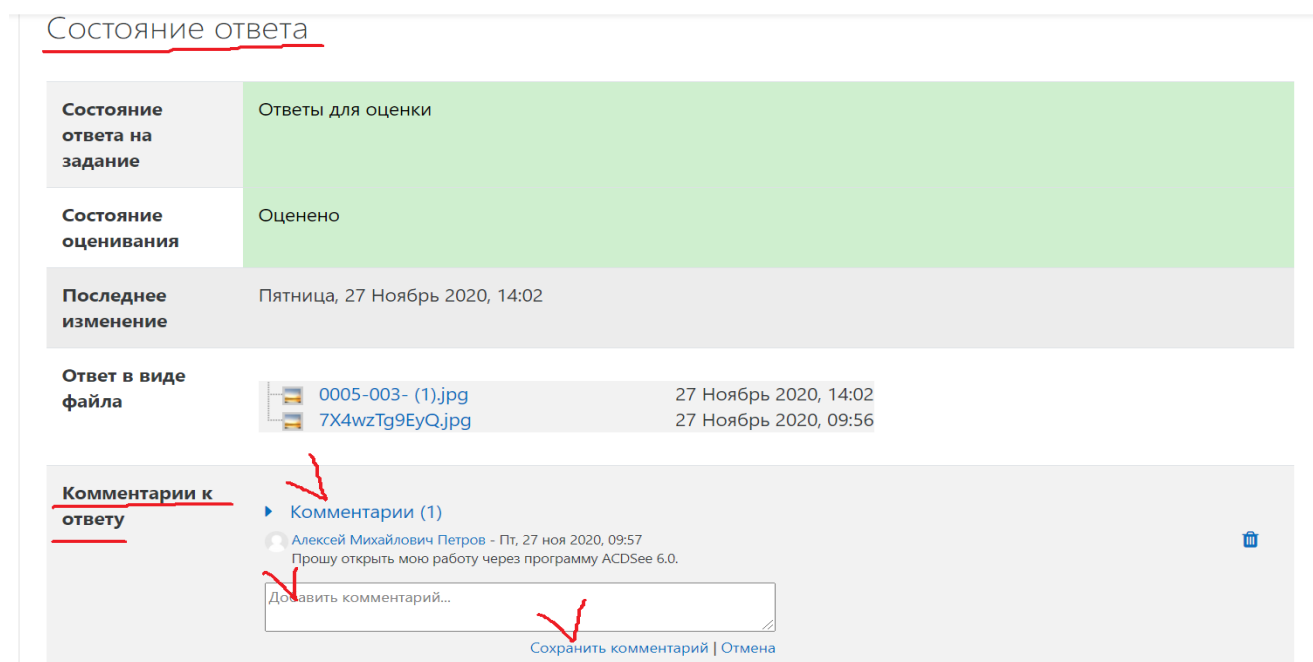 Состояние ответа
Состояние ответа на задание
Ответы для оценки
Состояние оценивания
Оценено
Последнее изменение
Пятница, 27 Ноябрь 2020, 14:02
Ответ в виде файла
0005-003- (1).jpg 27 Ноябрь 2020, 14:02
7X4wzTg9EyQ.jpg 27 Ноябрь 2020, 09:56
Комментарии к ответу
Комментарии (1)
Алексей Михайлович Петров - Пт, 27 ноя 2020, 09:57
Прошу открыть мою работу через программу ACDSee 6.0.
Добавить комментарий...
Сохранить комментарий | Отмена